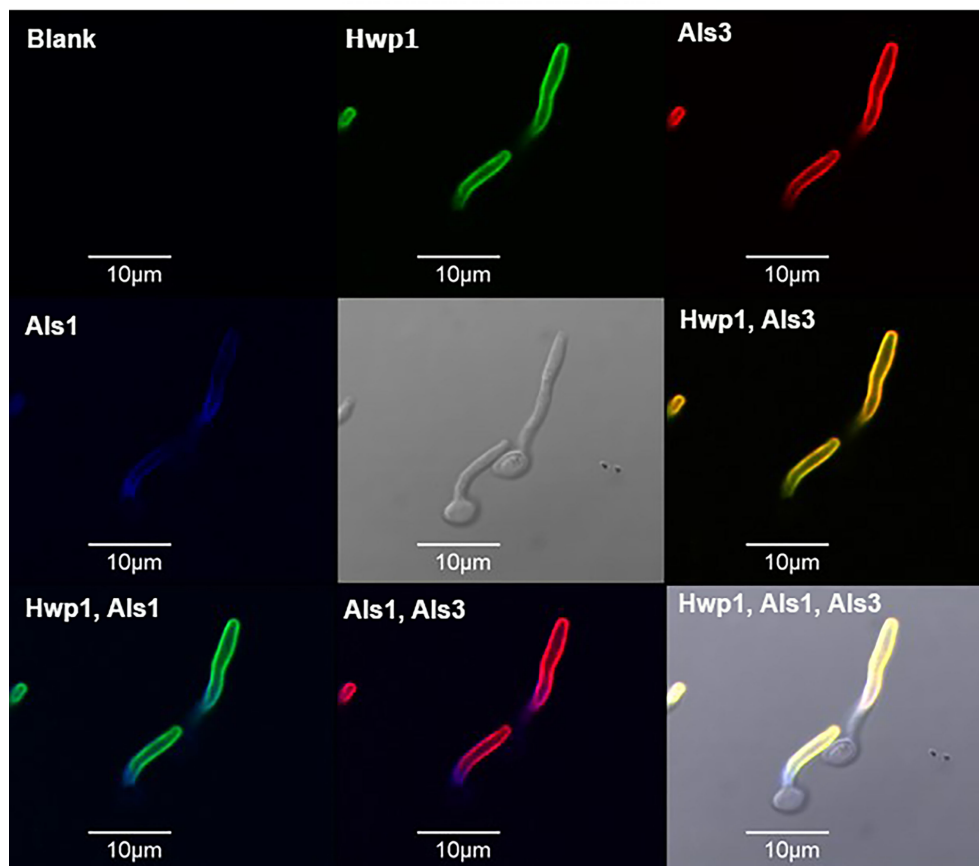 Blank
Hwp1
Als3
10µm
10µm
10µm
Als1
Hwp1, Als3
10µm
10µm
10µm
Hwp1, Als1
Als1, Als3
Hwp1, Als1, Als3
10µm
10µm
10µm